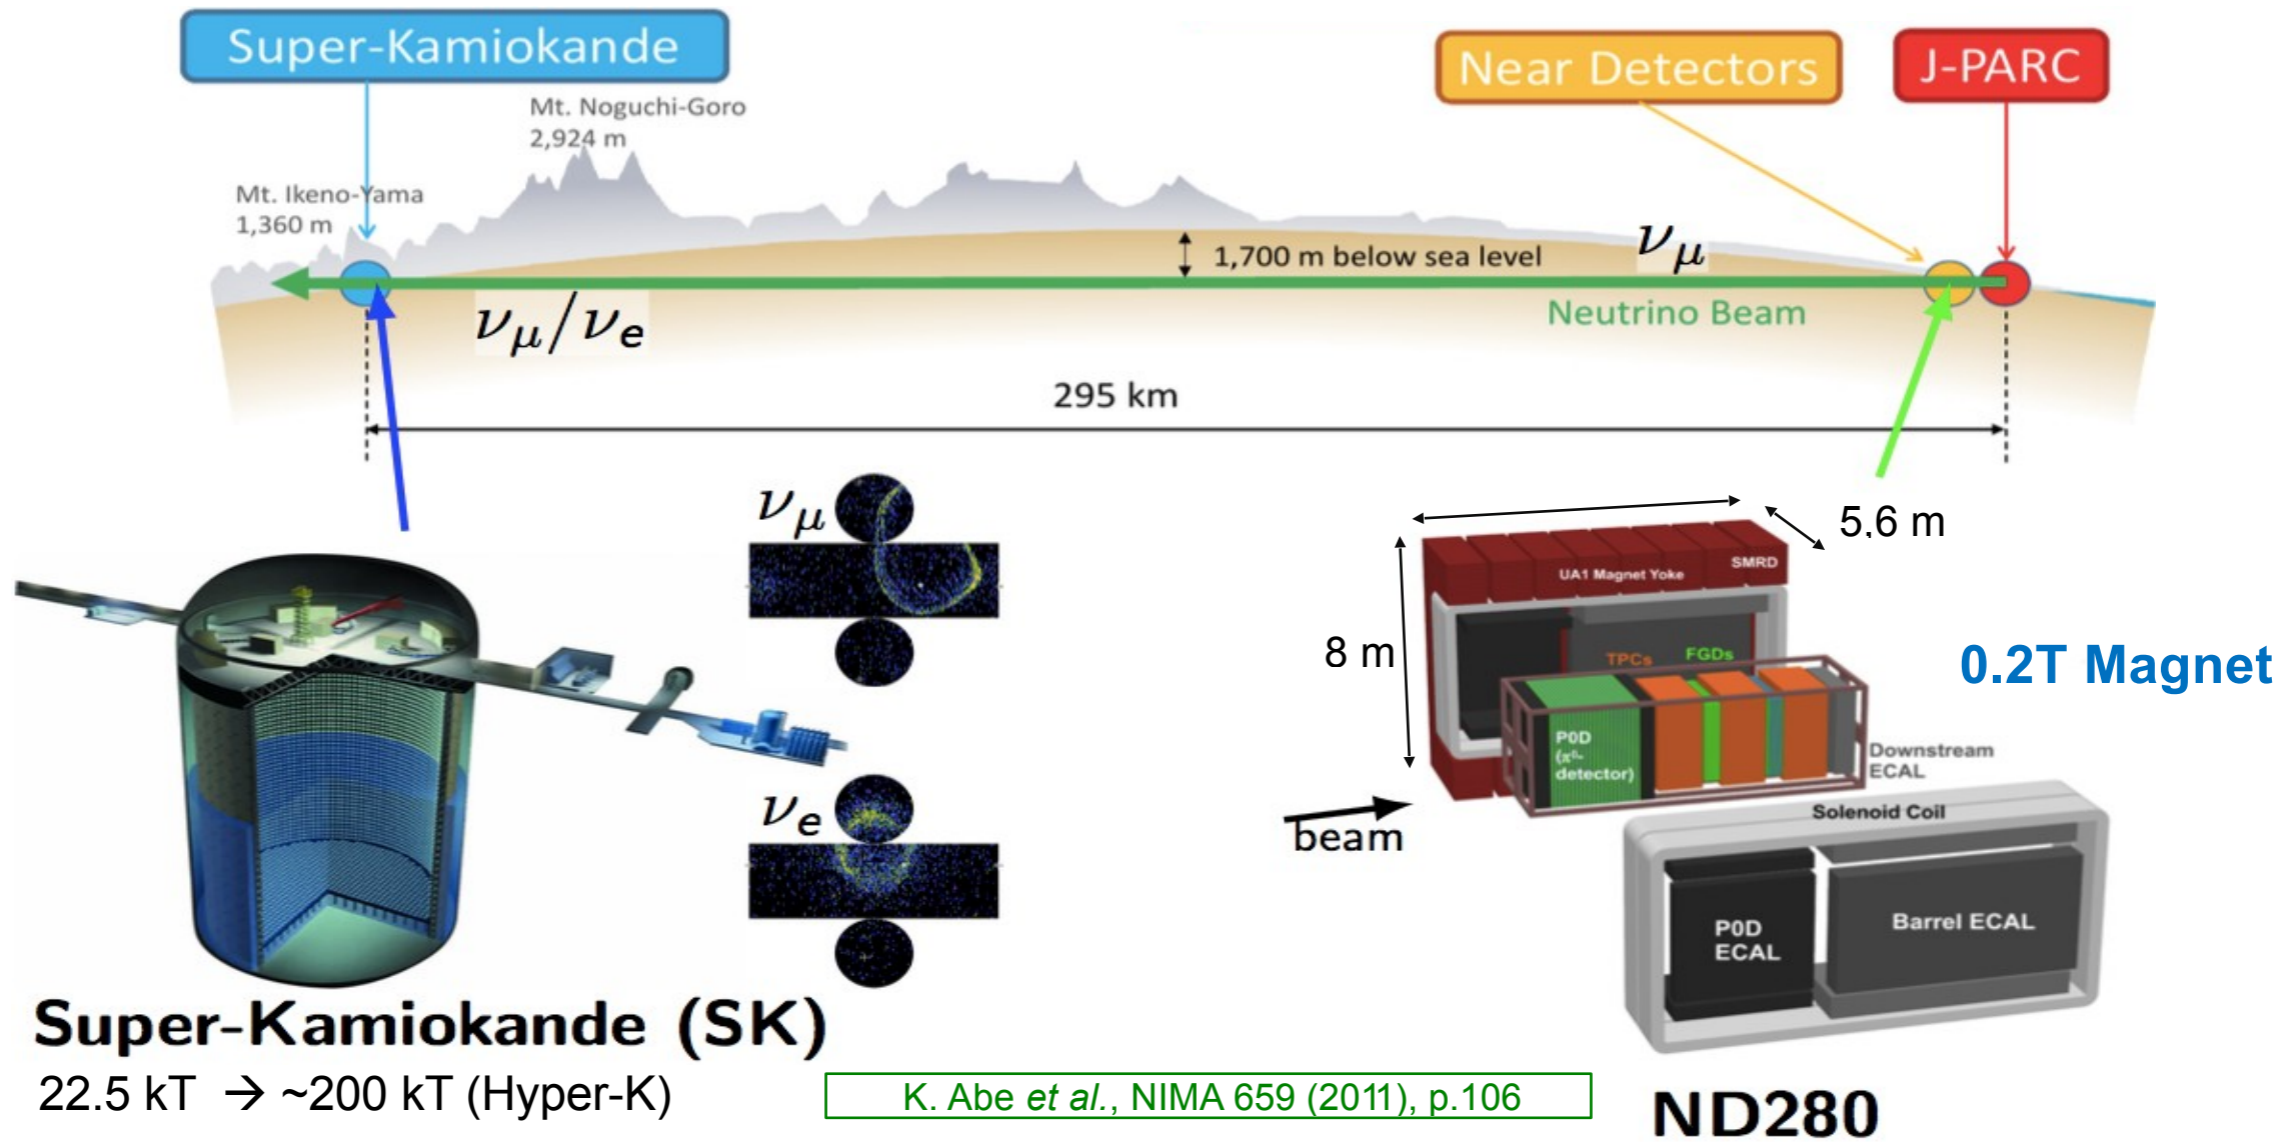 Super-Kamiokande
Near Detectors
J-PARC
Mt. Noguchi-Goro
2,924 m
Mt. Ikeno-Yama
1,360 m
1,700 m below sea level
νμ
νμ/νe
Neutrino Beam
295 km
νμ
5,6 m
UA1 Magnet Yoke
SMRD
8 m
TPCs
FGDs
0.2T Magnet
P0D
(π⁰-
detector)
Downstream
ECAL
νe
beam
Solenoid Coil
P0D
ECAL
Barrel ECAL
Super-Kamiokande (SK)
22.5 kT → ~200 kT (Hyper-K)
K. Abe et al., NIMA 659 (2011), p.106
ND280